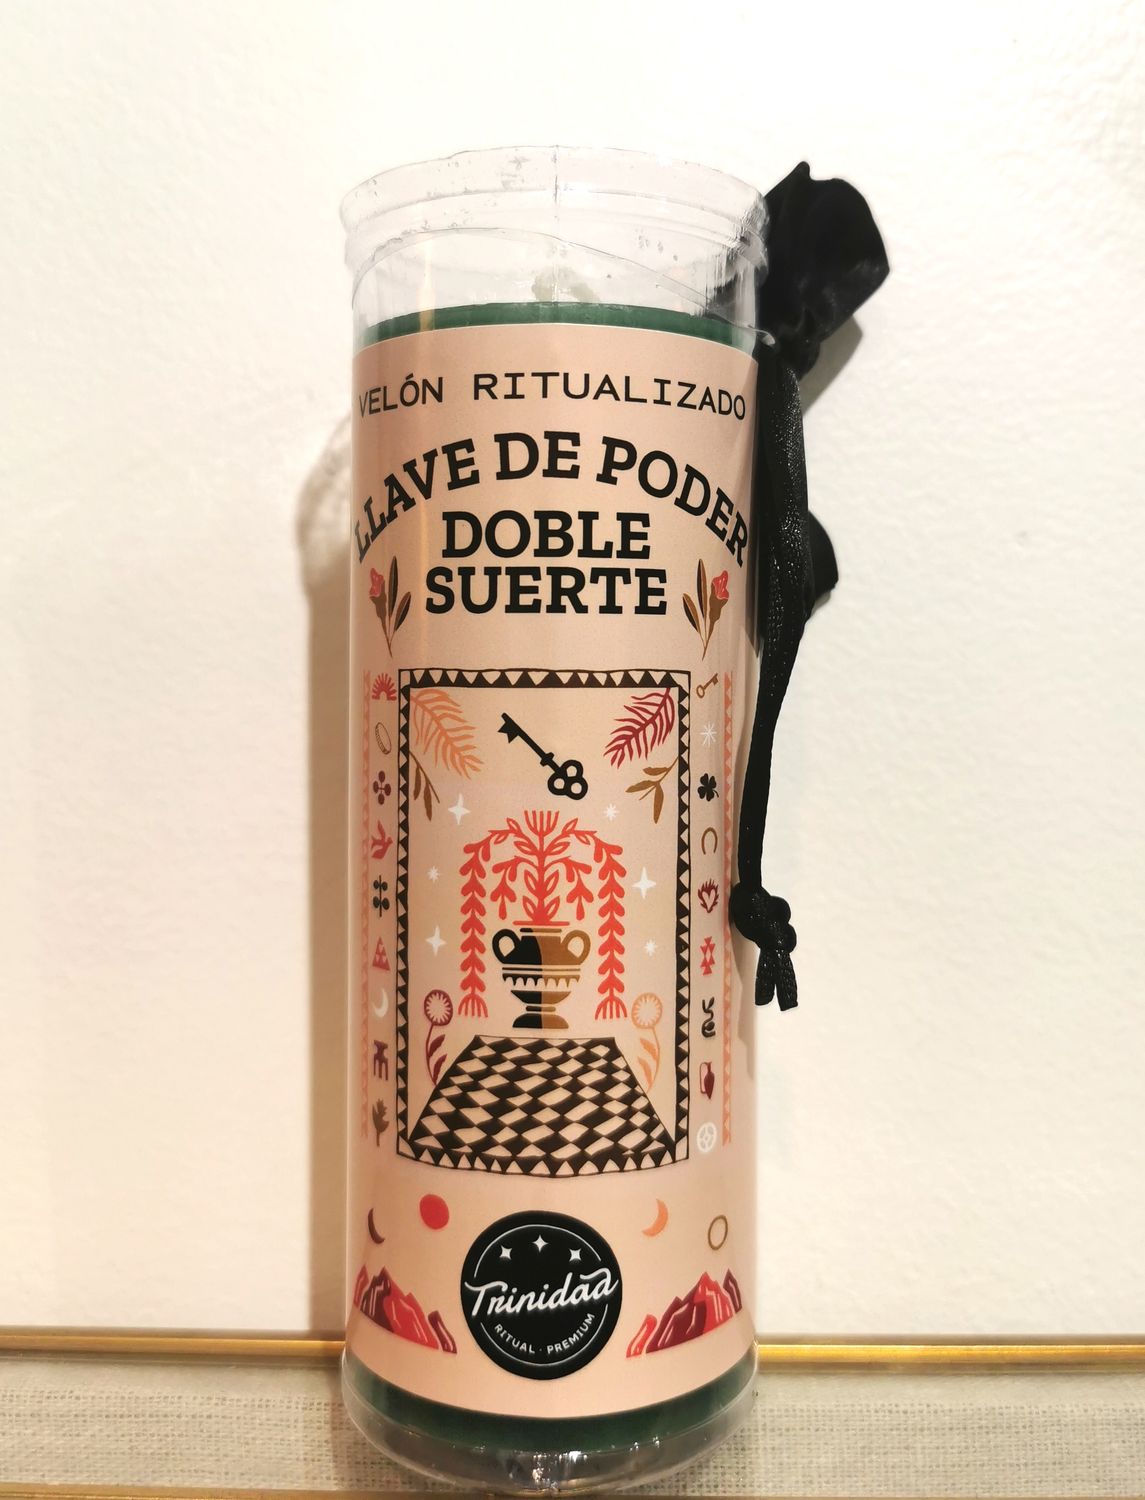 VELÓN RITUALIZADO
LLAVE DE PODER
DOBLE
SUERTE
Trinidad
RITUAL · PREMIUM